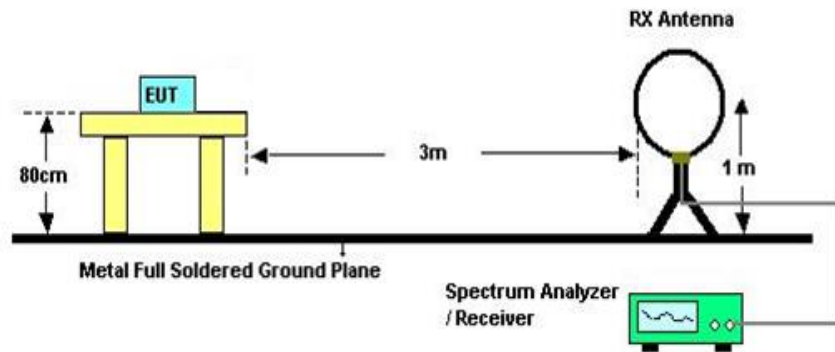 RX Antenna
EUT
3m
80cm
1 m
Metal Full Soldered Ground Plane
Spectrum Analyzer
/ Receiver